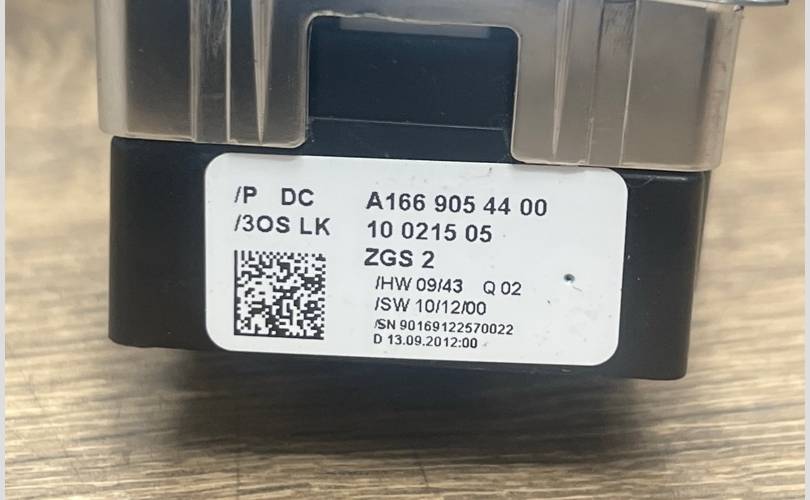 /P DC A166 905 44 00
/3OS LK 10 0215 05
ZGS 2
/HW 09/43 Q 02
/SW 10/12/00
/SN 90169122570022
D 13.09.2012:00